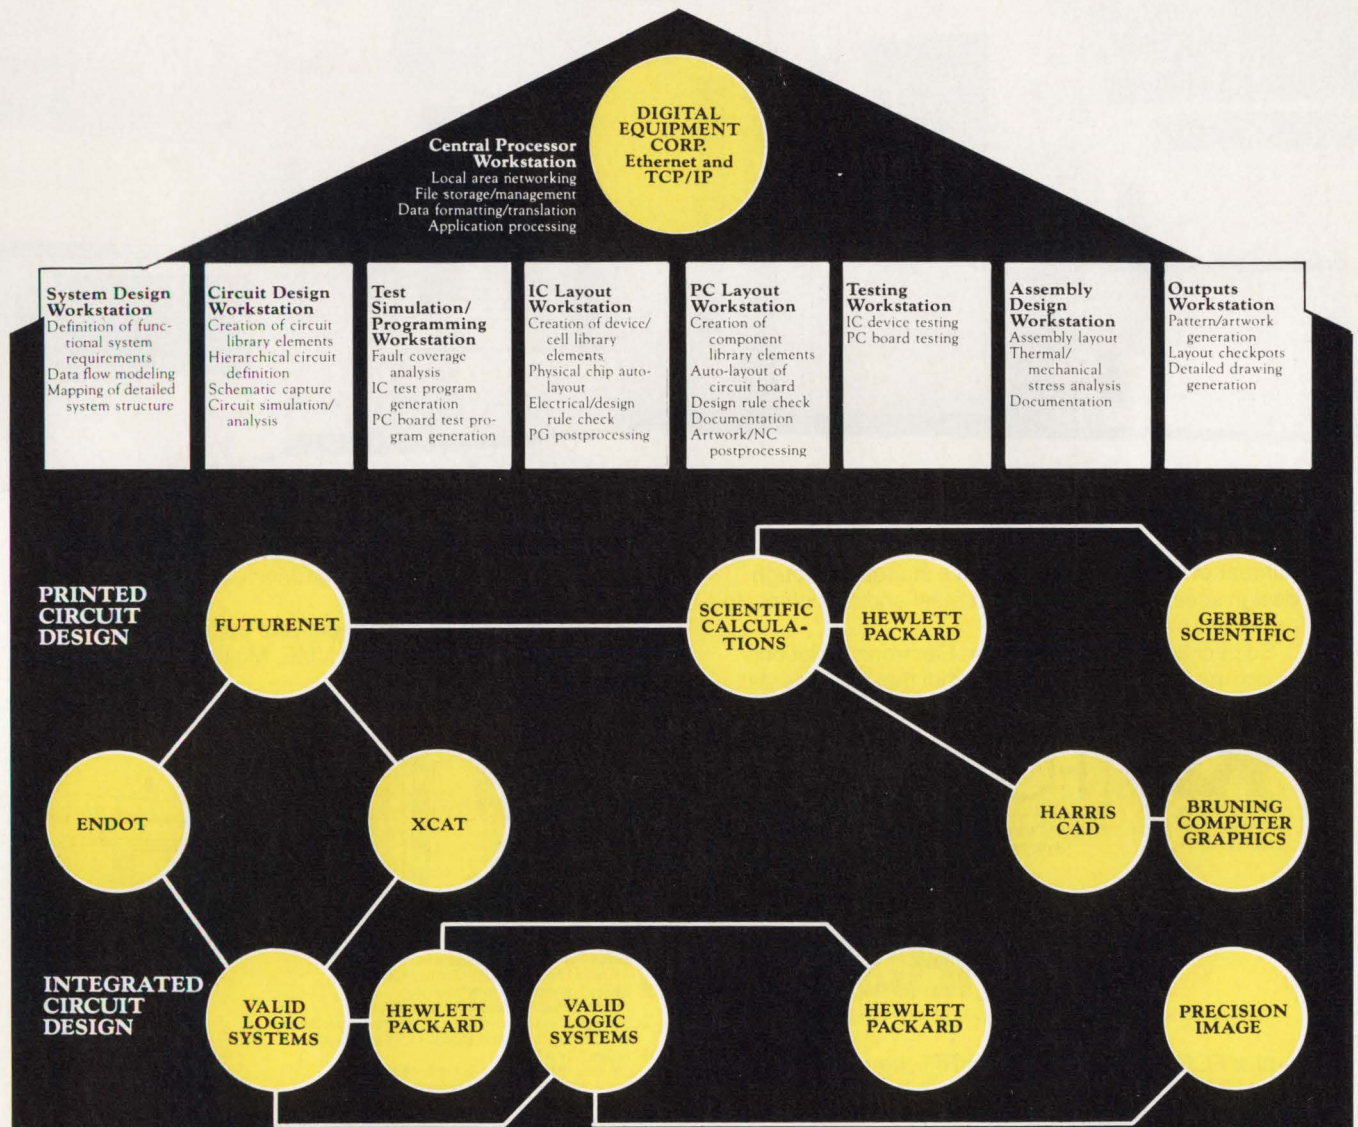 DIGITAL
EQUIPMENT
CORP.
Ethernet and
TCP/IP
Central Processor
Workstation
Local area networking
File storage/management
Data formatting/translation
Application processing
System Design
Workstation
Definition of func-
tional system
requirements
Data flow modeling
Mapping of detailed
system structure
Circuit Design
Workstation
Creation of circuit
library elements
Hierarchical circuit
definition
Schematic capture
Circuit simulation/
analysis
Test
Simulation/
Programming
Workstation
Fault coverage
analysis
IC test program
generation
PC board test pro-
gram generation
IC Layout
Workstation
Creation of device/
cell library
elements
Physical chip auto-
layout
Electrical/design
rule check
PG postprocessing
PC Layout
Workstation
Creation of
component
library elements
Auto-layout of
circuit board
Design rule check
Documentation
Artwork/NC
postprocessing
Testing
Workstation
IC device testing
PC board testing
Assembly
Design
Workstation
Assembly layout
Thermal/
mechanical
stress analysis
Documentation
Outputs
Workstation
Pattern/artwork
generation
Layout checkpots
Detailed drawing
generation
PRINTED
CIRCUIT
DESIGN
FUTURENET
SCIENTIFIC
CALCULA-
TIONS
HEWLETT
PACKARD
GERBER
SCIENTIFIC
ENDOT
XCAT
HARRIS
CAD
BRUNING
COMPUTER
GRAPHICS
INTEGRATED
CIRCUIT
DESIGN
VALID
LOGIC
SYSTEMS
HEWLETT
PACKARD
VALID
LOGIC
SYSTEMS
HEWLETT
PACKARD
PRECISION
IMAGE